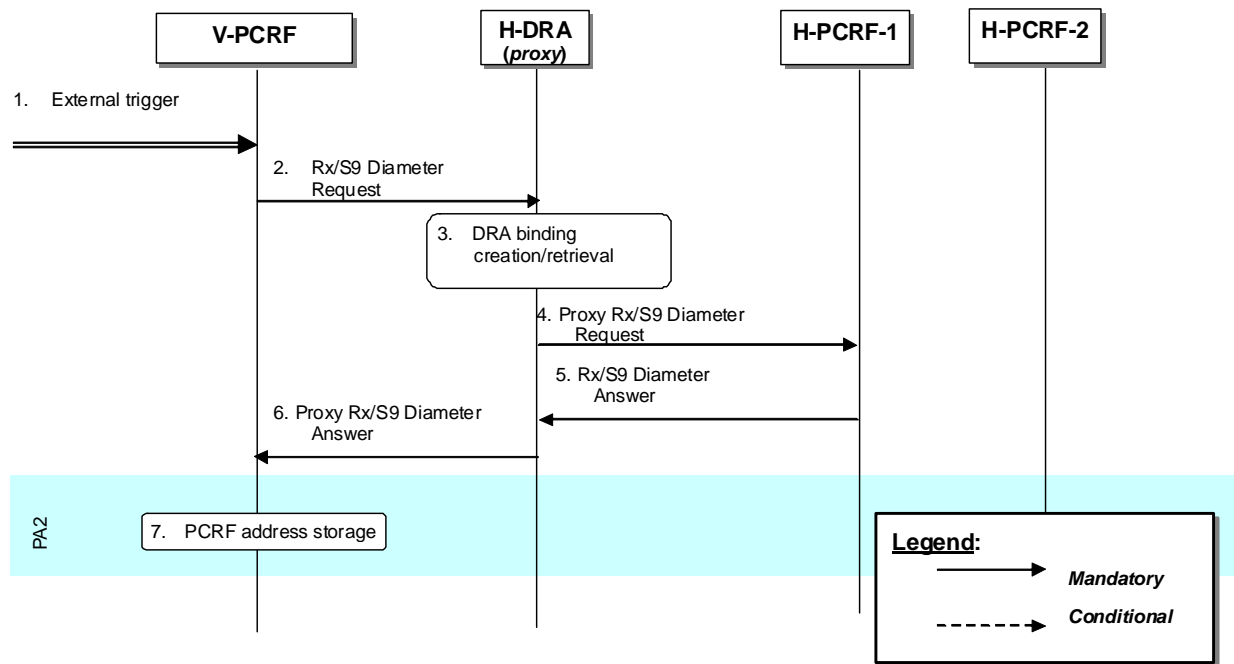 V-PCRF
H-DRA
(proxy)
H-PCRF-1
H-PCRF-2
1. External trigger
2. Rx/S9 Diameter
Request
3. DRA binding
creation/retrieval
4. Proxy Rx/S9 Diameter
Request
5. Rx/S9 Diameter
Answer
6. Proxy Rx/S9 Diameter
Answer
PA2
7. PCRF address storage
Legend:
Mandatory
Conditional